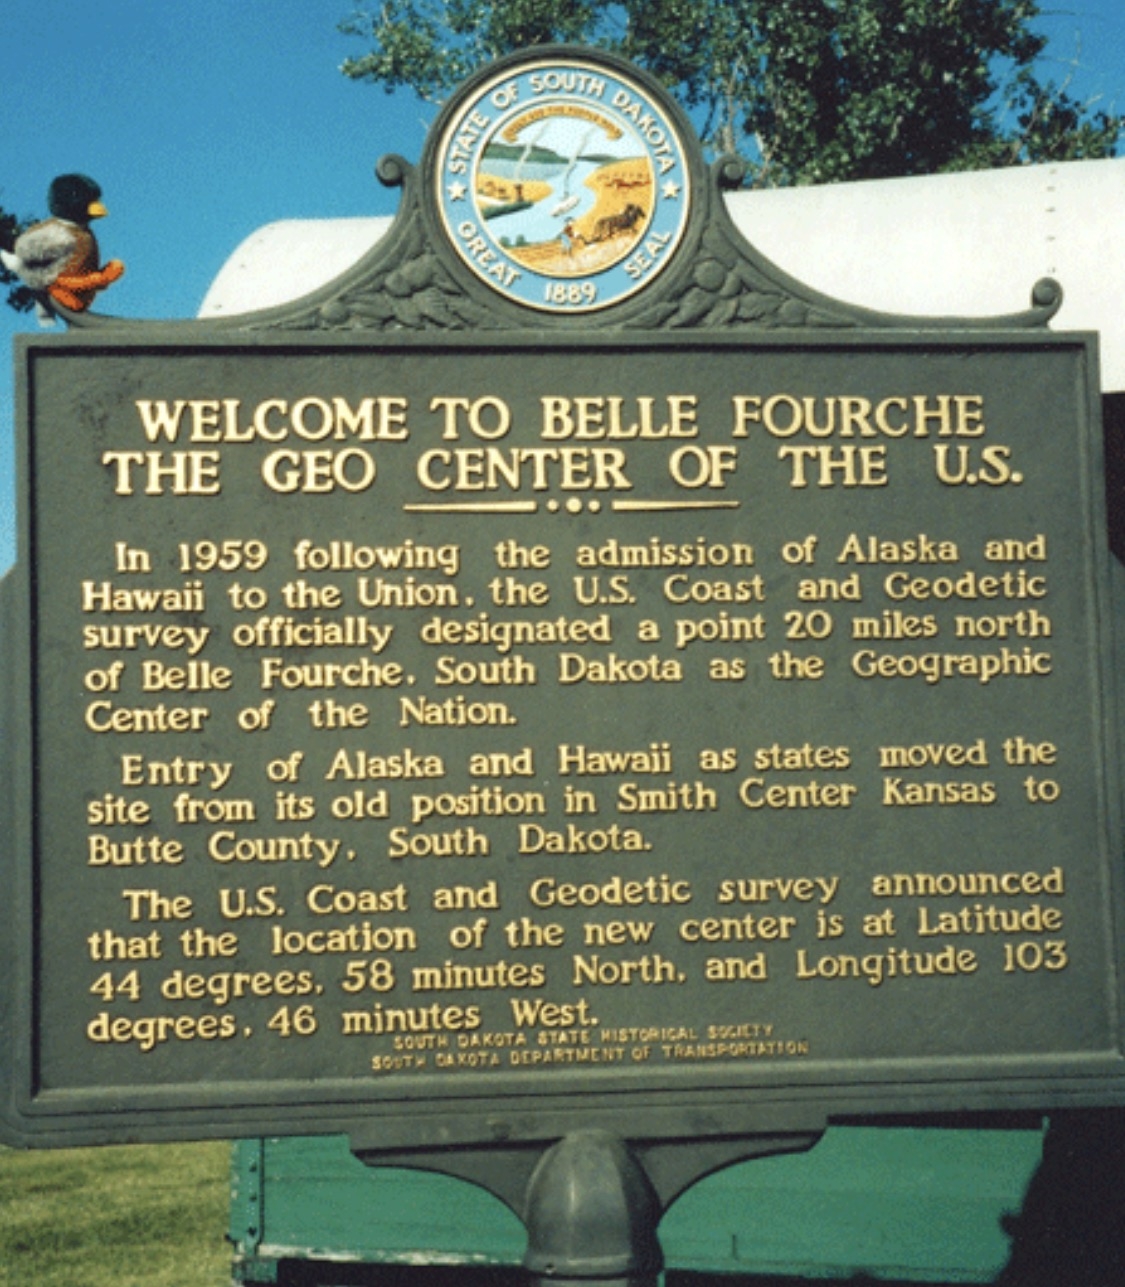 STATE OF SOUTH DAKOTA
GREAT SEAL
1889
WELCOME TO BELLE FOURCHE
THE GEO CENTER OF THE U.S.
In 1959 following the admission of Alaska and
Hawaii to the Union, the U.S. Coast and Geodetic
survey officially designated a point 20 miles north
of Belle Fourche, South Dakota as the Geographic
Center of the Nation.
Entry of Alaska and Hawaii as states moved the
site from its old position in Smith Center Kansas to
Butte County, South Dakota.
The U.S. Coast and Geodetic survey announced
that the location of the new center is at Latitude
44 degrees, 58 minutes North, and Longitude 103
degrees, 46 minutes West.
SOUTH DAKOTA STATE HISTORICAL SOCIETY
SOUTH DAKOTA DEPARTMENT OF TRANSPORTATION